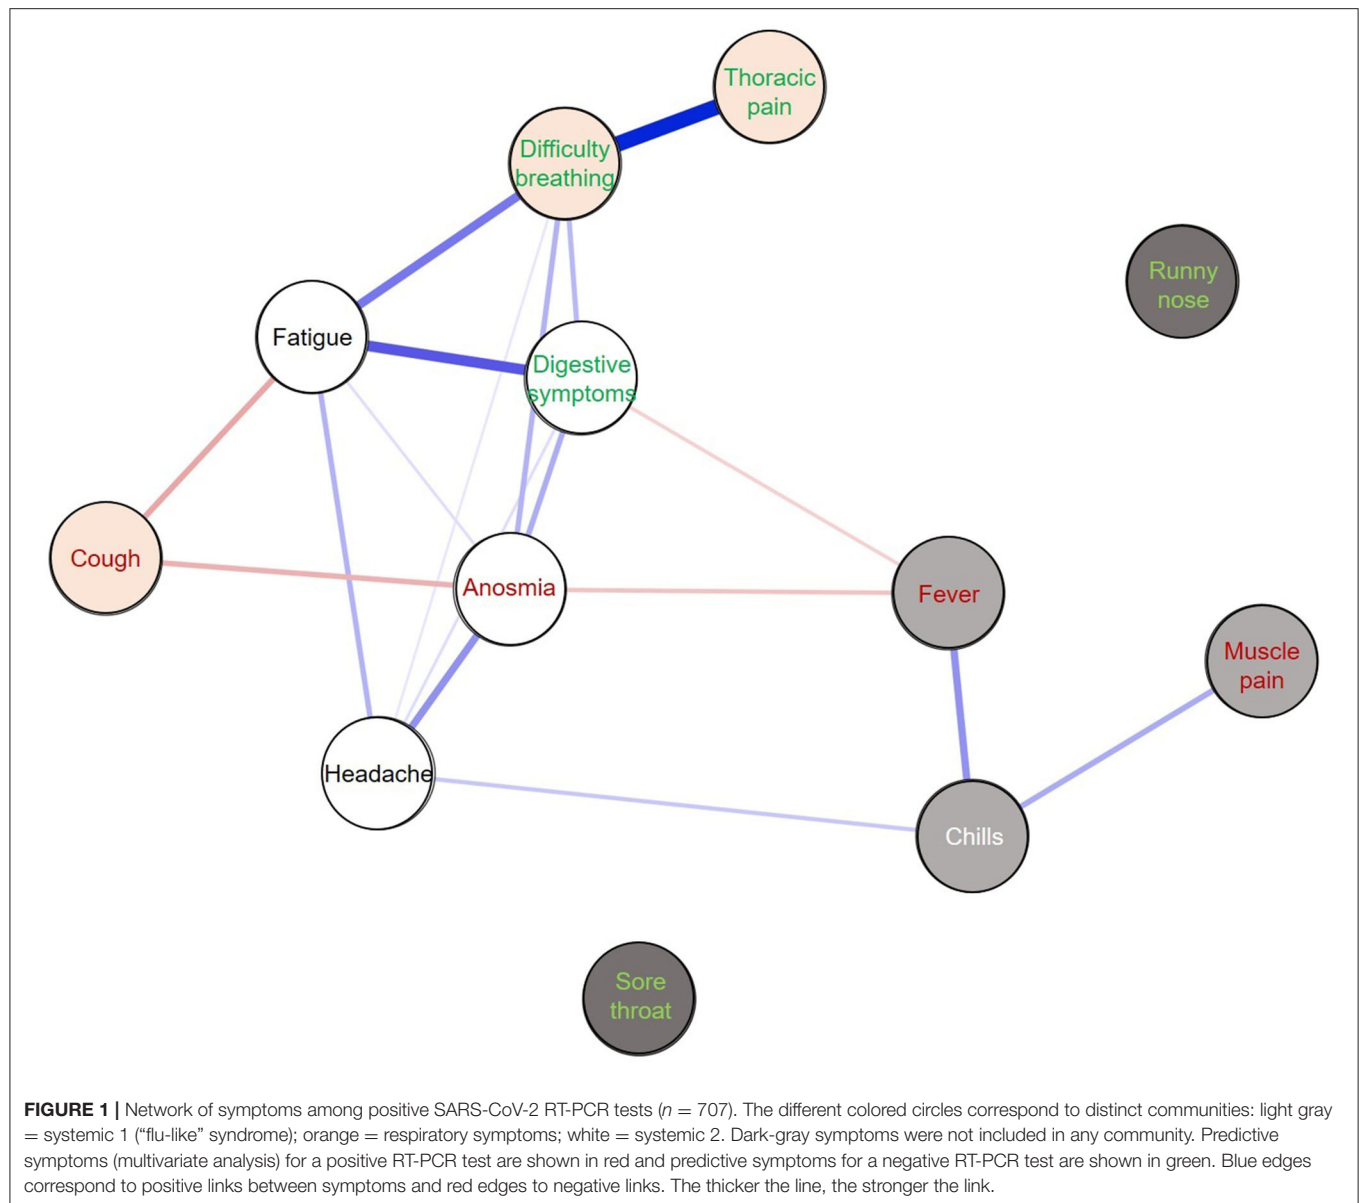 Thoracic
pain
Difficulty
breathing
Runny
nose
Fatigue
Digestive
symptoms
Cough
Anosmia
Fever
Muscle
pain
Headache
Chills
Sore
throat
FIGURE 1 | Network of symptoms among positive SARS-CoV-2 RT-PCR tests (n = 707). The different colored circles correspond to distinct communities: light gray
= systemic 1 (“flu-like” syndrome); orange = respiratory symptoms; white = systemic 2. Dark-gray symptoms were not included in any community. Predictive
symptoms (multivariate analysis) for a positive RT-PCR test are shown in red and predictive symptoms for a negative RT-PCR test are shown in green. Blue edges
correspond to positive links between symptoms and red edges to negative links. The thicker the line, the stronger the link.